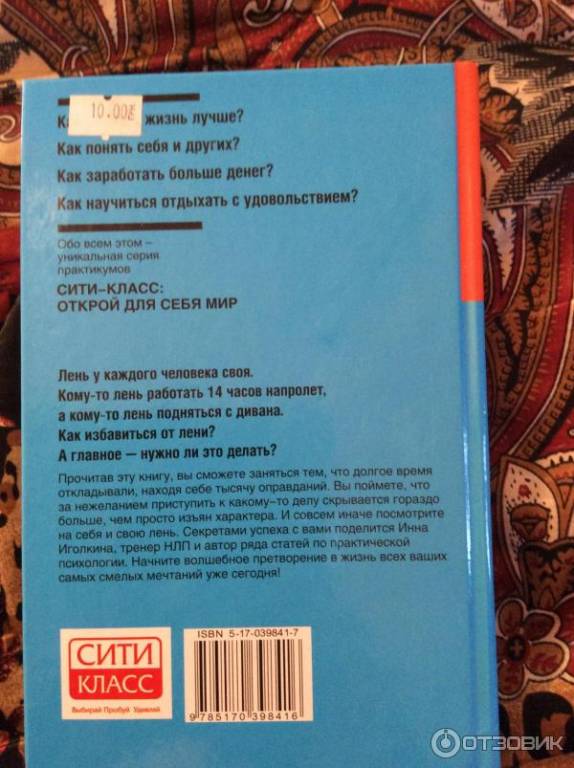 10.00
жизнь лучше?
Как понять себя и других?
Как заработать больше денег?
Как научиться отдыхать с удовольствием?
Обо всем этом –
уникальная серия
практикумов
СИТИ–КЛАСС:
ОТКРОЙ ДЛЯ СЕБЯ МИР
Лень у каждого человека своя.
Кому-то лень работать 14 часов напролет,
а кому-то лень подняться с дивана.
Как избавиться от лени?
А главное — нужно ли это делать?
Прочитав эту книгу, вы сможете заняться тем, что долгое время
откладывали, находя себе тысячу оправданий. Вы поймете, что
за нежеланием приступить к какому–то делу скрывается гораздо
больше, чем просто изъян характера. И совсем иначе посмотрите
на себя и свою лень. Секретами успеха с вами поделится Инна
Иголкина, тренер НЛП и автор ряда статей по практической
психологии. Начните волшебное претворение в жизнь всех ваших
самых смелых мечтаний уже сегодня!
СИТИ
КЛАСС
Выбирай Пробуй Удивляй
ISBN 5-17-039841-7
9 785170 398416
ОТЗОВИК